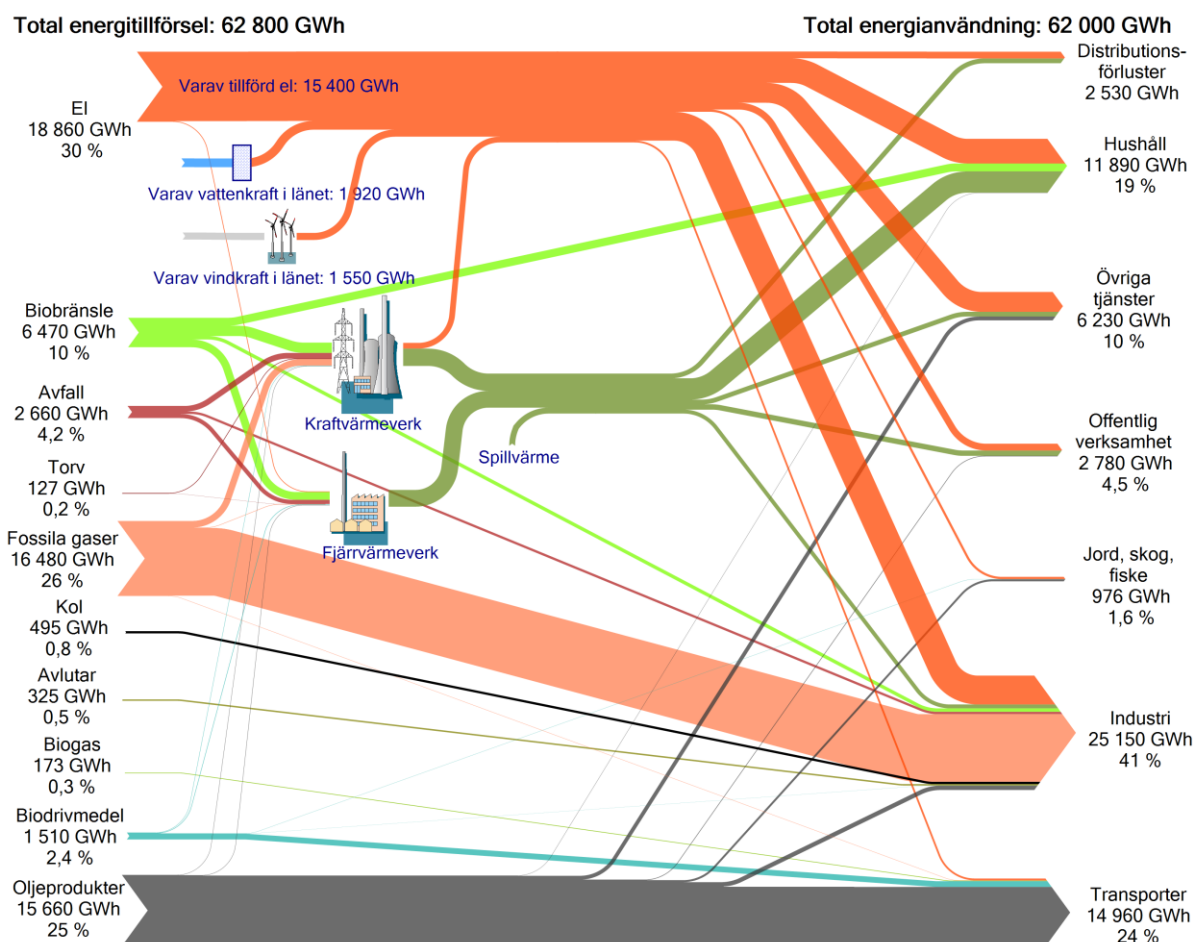 Total energitillförsel: 62 800 GWh
Total energianvändning: 62 000 GWh
El
18 860 GWh
30 %
Varav tillförd el: 15 400 GWh
Varav vattenkraft i länet: 1 920 GWh
Varav vindkraft i länet: 1 550 GWh
Biobränsle
6 470 GWh
10 %
Avfall
2 660 GWh
4,2 %
Torv
127 GWh
0,2 %
Fossila gaser
16 480 GWh
26 %
Kol
495 GWh
0,8 %
Avlutar
325 GWh
0,5 %
Biogas
173 GWh
0,3 %
Biodrivmedel
1 510 GWh
2,4 %
Oljeprodukter
15 660 GWh
25 %
Kraftvärmeverk
Spillvärme
Fjärrvärmeverk
Distributions-
förluster
2 530 GWh
Hushåll
11 890 GWh
19 %
Övriga
tjänster
6 230 GWh
10 %
Offentlig
verksamhet
2 780 GWh
4,5 %
Jord, skog,
fiske
976 GWh
1,6 %
Industri
25 150 GWh
41 %
Transporter
14 960 GWh
24 %